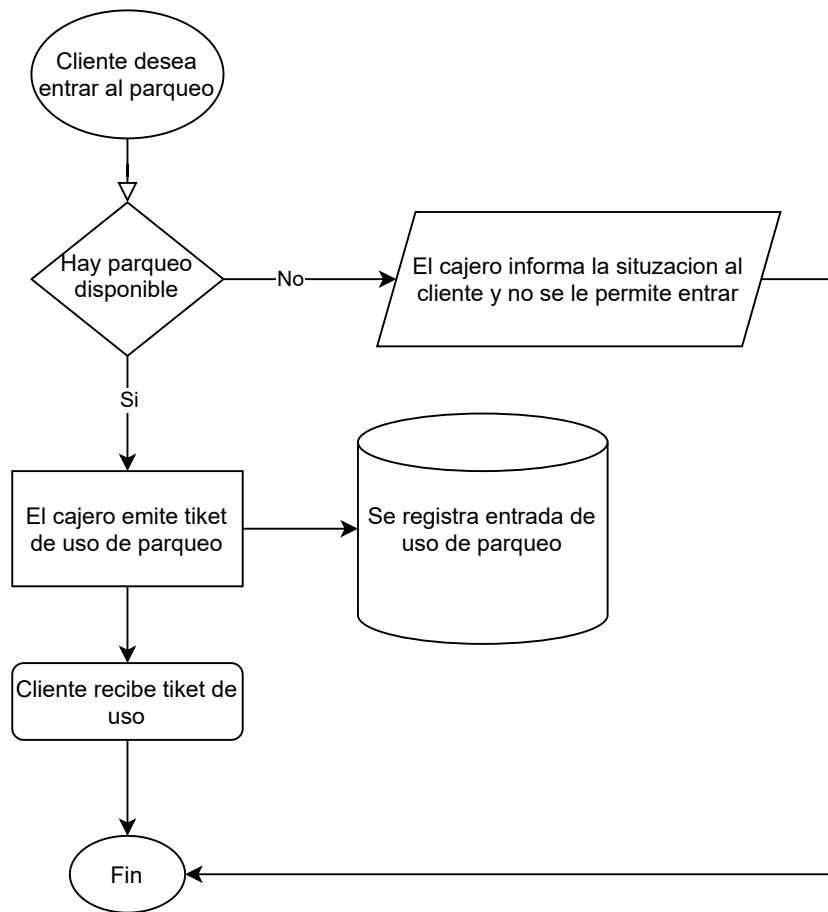 Cliente desea
entrar al parqueo
Hay parqueo
disponible
No
El cajero informa la situzacion al
cliente y no se le permite entrar
Si
El cajero emite tiket
de uso de parqueo
Se registra entrada de
uso de parqueo
Cliente recibe tiket de
uso
Fin